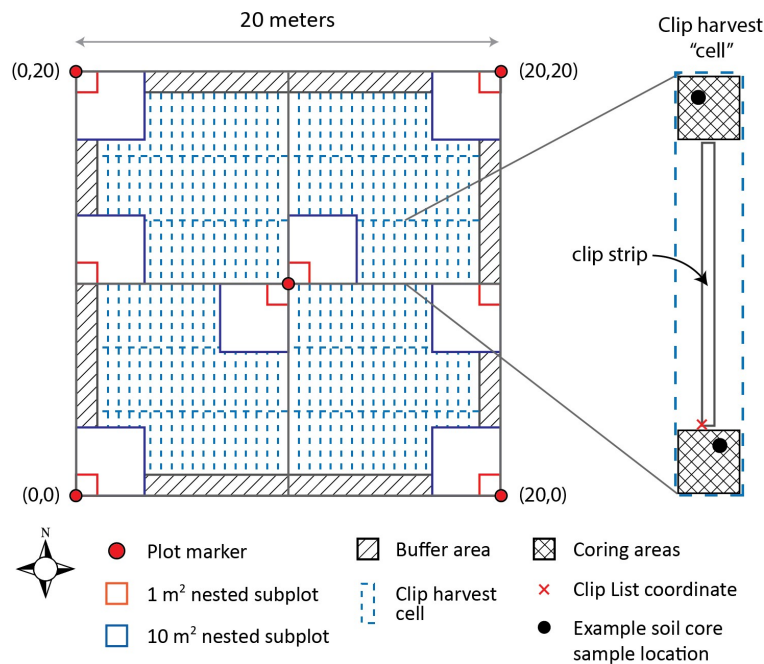 20 meters
Clip harvest
“cell”
(0,20)
(20,20)
clip strip
(0,0)
(20,0)
N
Plot marker
1 m² nested subplot
10 m² nested subplot
Buffer area
Clip harvest
cell
Coring areas
Clip List coordinate
Example soil core
sample location